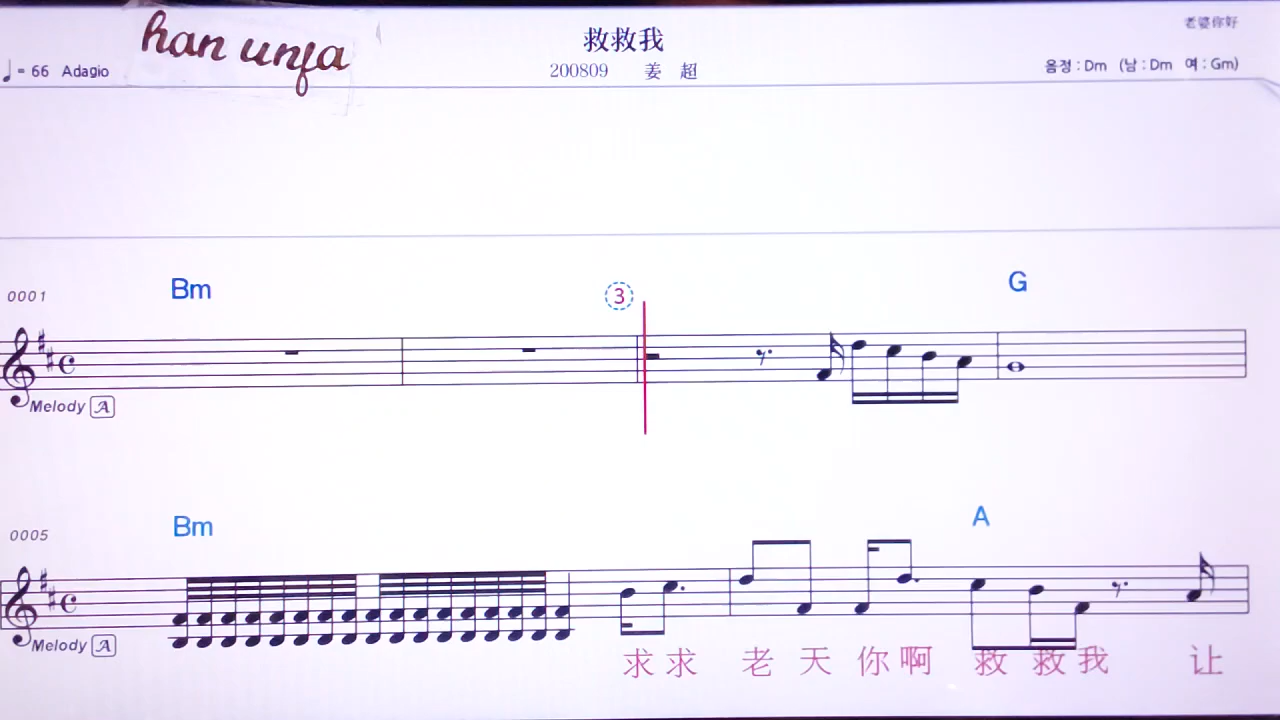 han unja
救救我
老婆你好
♩= 66 Adagio
200809 姜 超
음정 : Dm (남 : Dm 여 : Gm)
Bm
3
G
0001
Melody A
Bm
A
0005
Melody A
求求 老天你啊 救救我 让